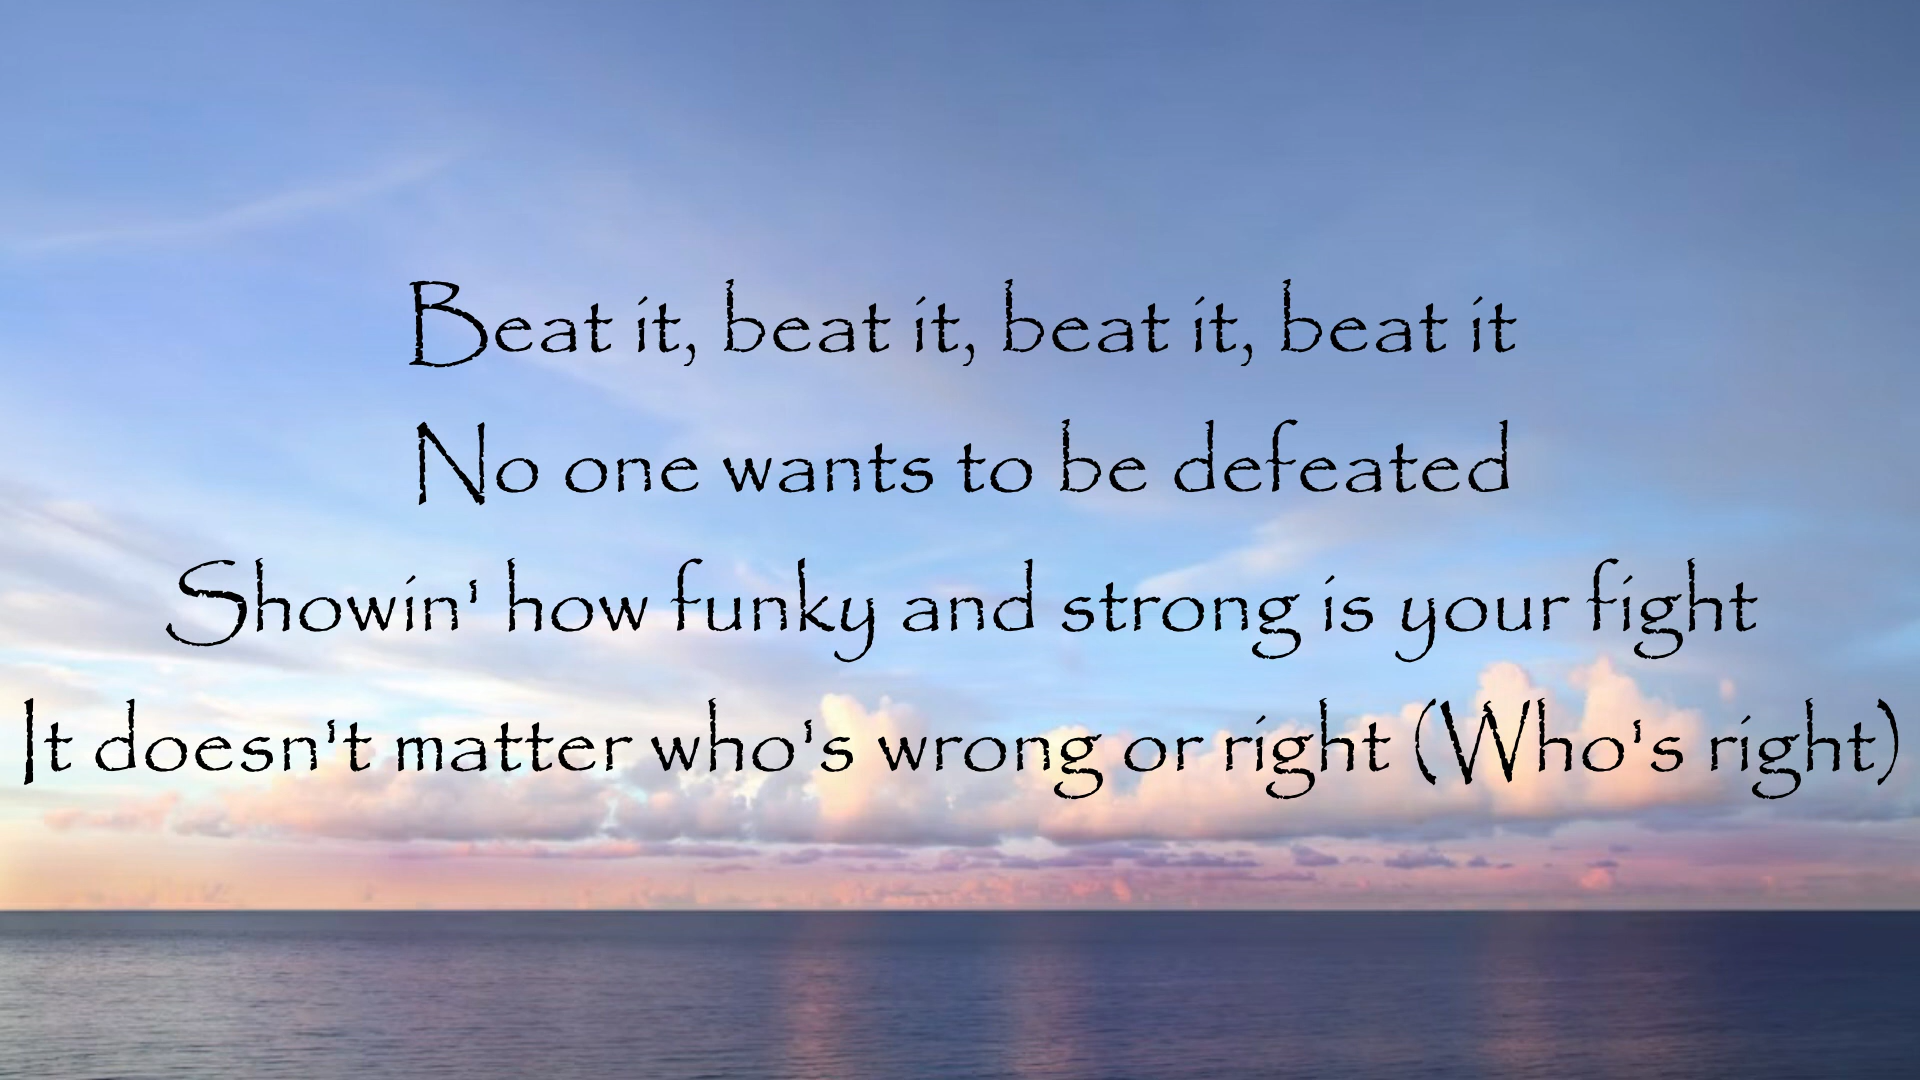 Beat it, beat it, beat it, beat it
No one wants to be defeated
Showin' how funky and strong is your fight
It doesn't matter who's wrong or right (Who's right)